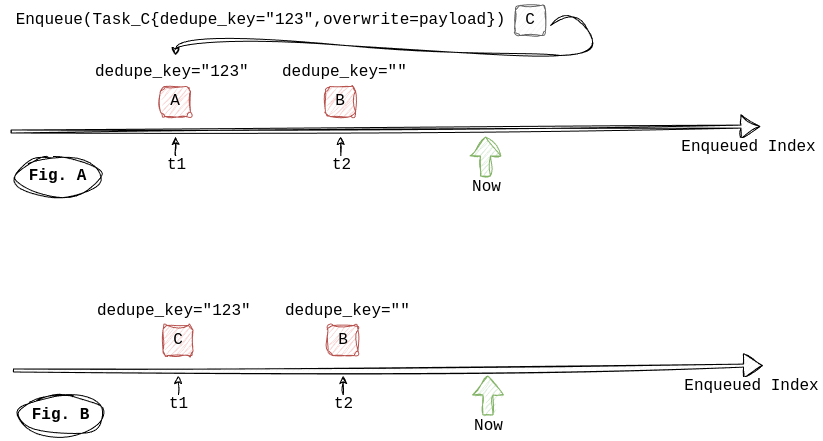 Enqueue(Task_C{dedupe_key="123",overwrite=payload}) C
dedupe_key="123" dedupe_key=""
A B
t1 t2
Enqueued Index
Fig. A
Now
dedupe_key="123" dedupe_key=""
C B
t1 t2
Enqueued Index
Fig. B
Now